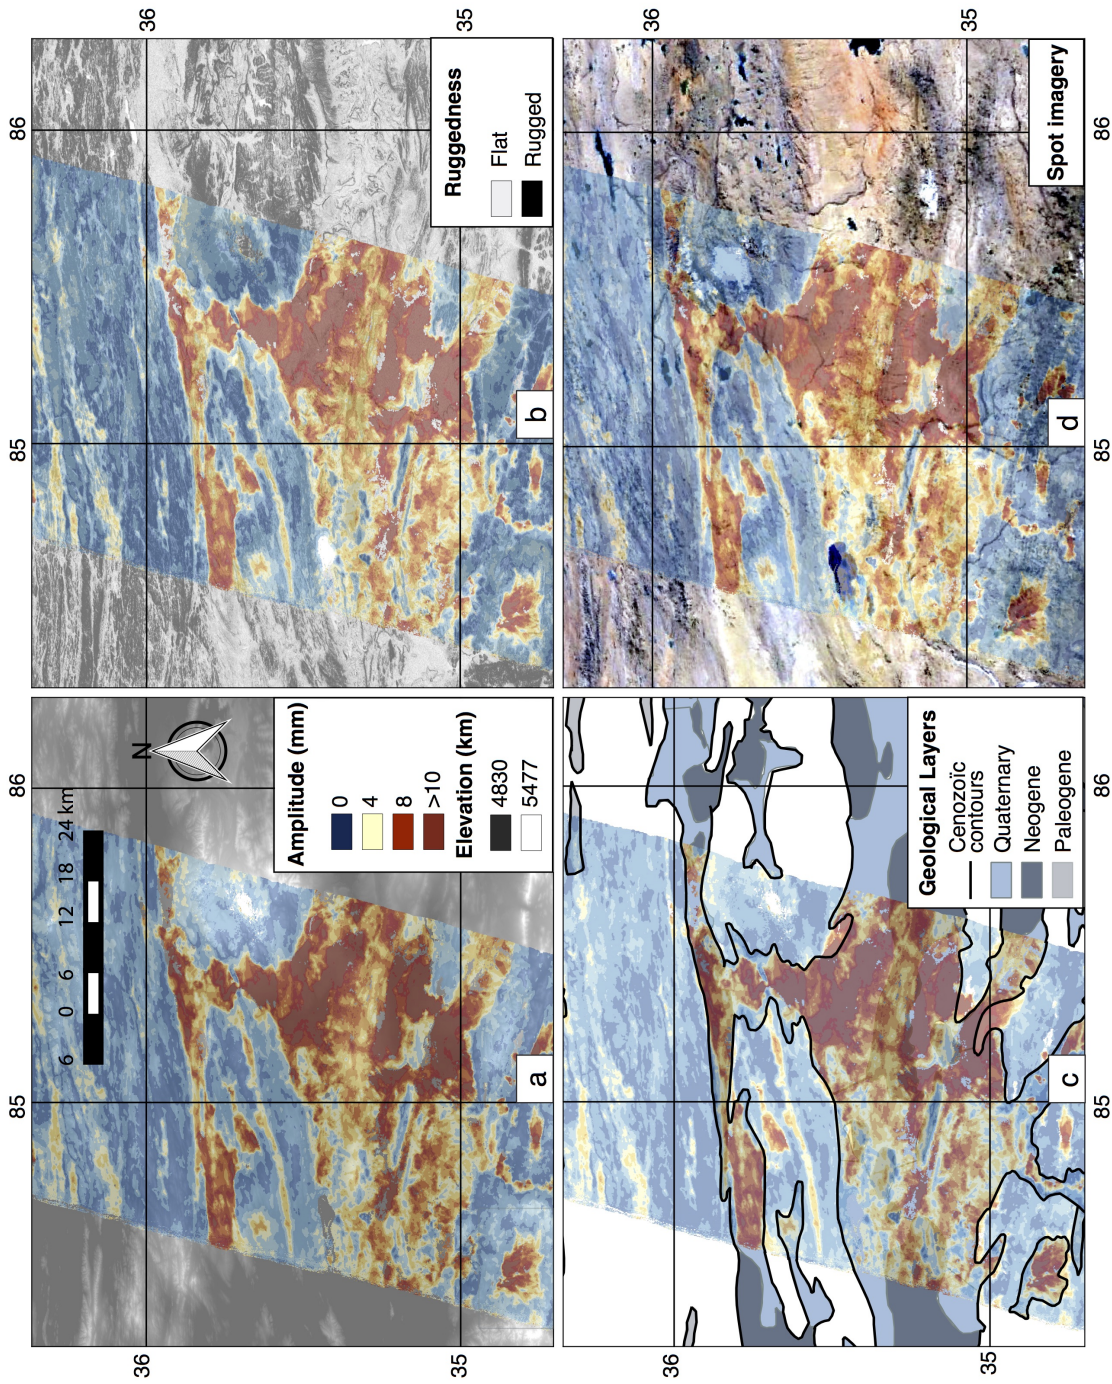 36
35
36
35
86
85
Ruggedness
Flat
Rugged
b
Spot imagery
d
86
85
N
6 0 6 12 18 24 km
86
85
Amplitude (mm)
0
4
8
>10
Elevation (km)
4830
5477
a
Geological Layers
Cenozoïc
contours
Quaternary
Neogene
Paleogene
c
86
85
36
35
36
35